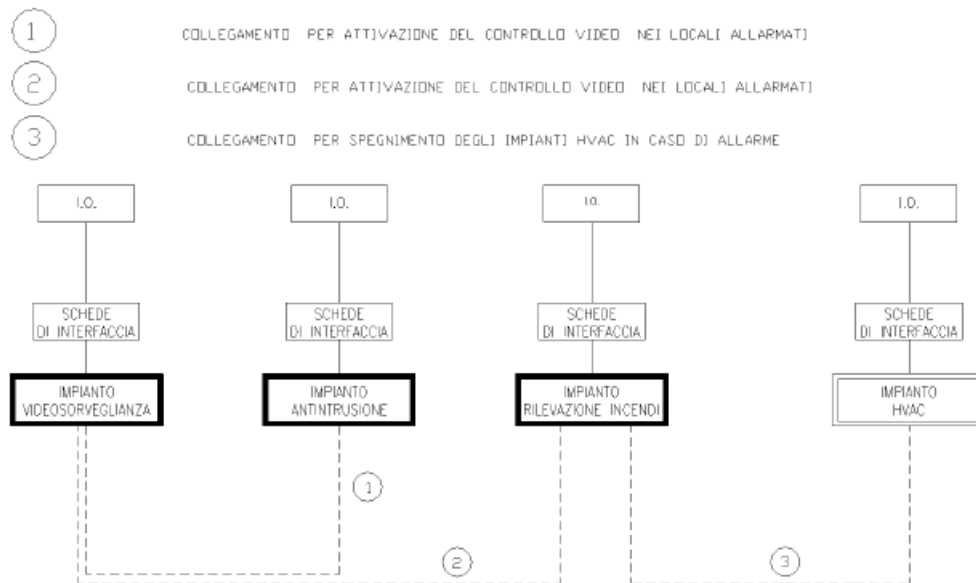 1 COLLEGAMENTO PER ATTIVAZIONE DEL CONTROLLO VIDEO NEI LOCALI ALLARMATI
2 COLLEGAMENTO PER ATTIVAZIONE DEL CONTROLLO VIDEO NEI LOCALI ALLARMATI
3 COLLEGAMENTO PER SPEGNIMENTO DEGLI IMPIANTI HVAC IN CASO DI ALLARME
I.O. I.O. I.O. I.O.
SCHEDE SCHEDE SCHEDE SCHEDE
DI INTERFACCIA DI INTERFACCIA DI INTERFACCIA DI INTERFACCIA
IMPIANTO IMPIANTO IMPIANTO IMPIANTO
VIDEOSORVEGLIANZA ANTINTRUSIONE RILEVAZIONE INCENDI HVAC
1
2 3